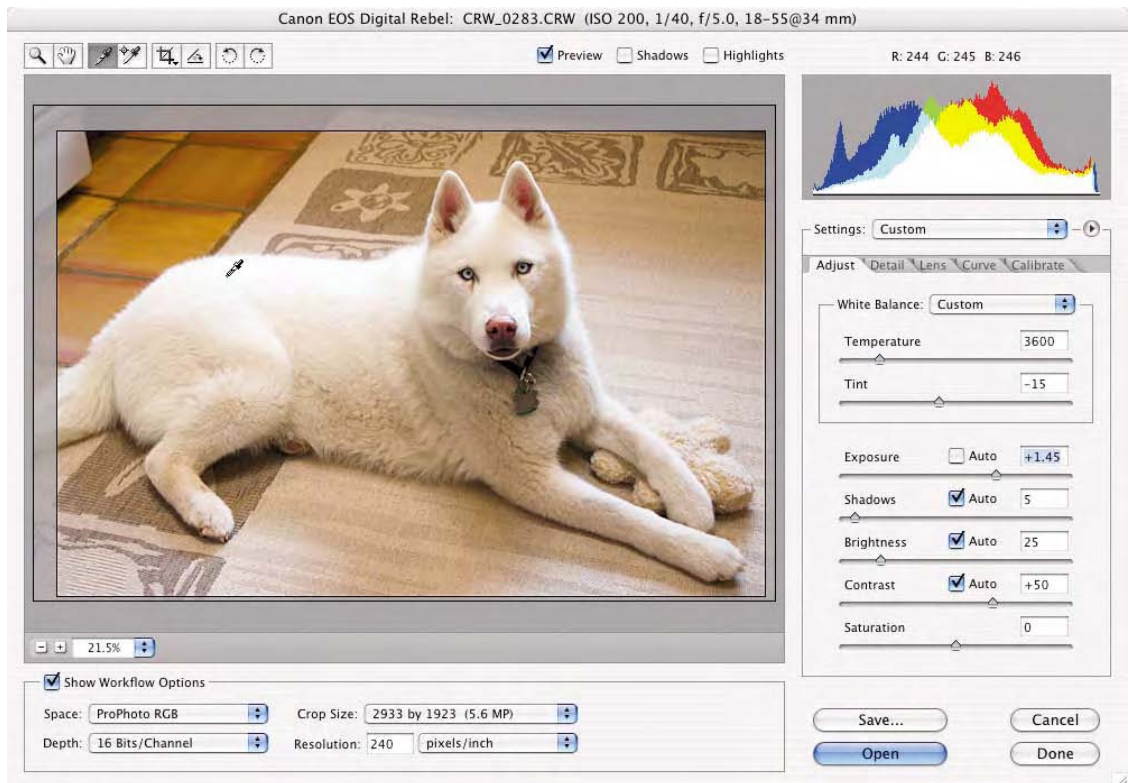 Canon EOS Digital Rebel: CRW_0283.CRW (ISO 200, 1/40, f/5.0, 18-55@34 mm)
Preview Shadows Highlights
R: 244 G: 245 B: 246
Settings: Custom
Adjust Detail Lens Curve Calibrate
White Balance: Custom
Temperature 3600
Tint -15
Exposure Auto +1.45
Shadows Auto 5
Brightness Auto 25
Contrast Auto +50
Saturation 0
21.5%
Show Workflow Options
Space: ProPhoto RGB Crop Size: 2933 by 1923 (5.6 MP)
Depth: 16 Bits/Channel Resolution: 240 pixels/inch
Save... Cancel
Open Done